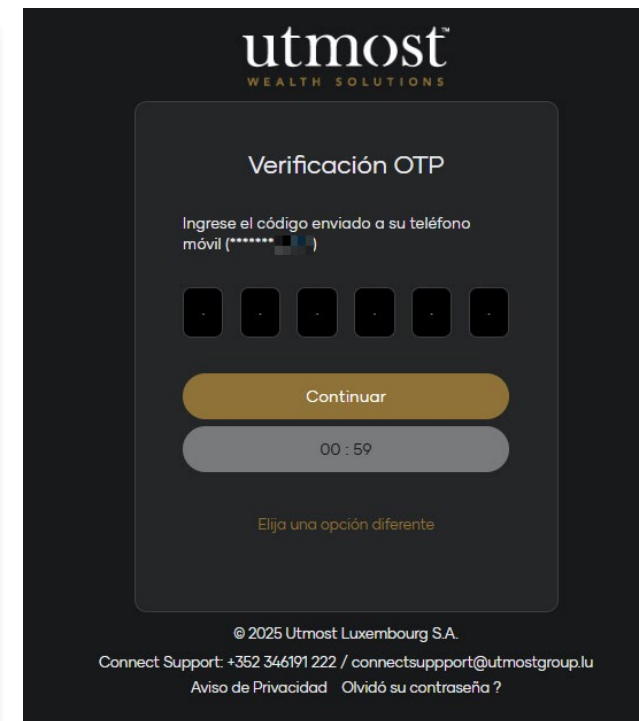 utmost™
WEALTH SOLUTIONS
Verificación OTP
Ingrese el código enviado a su teléfono
móvil (*******)
Continuar
00 : 59
Elija una opción diferente
© 2025 Utmost Luxembourg S.A.
Connect Support: +352 346191 222 / connectsuppport@utmostgroup.lu
Aviso de Privacidad Olvidó su contraseña ?